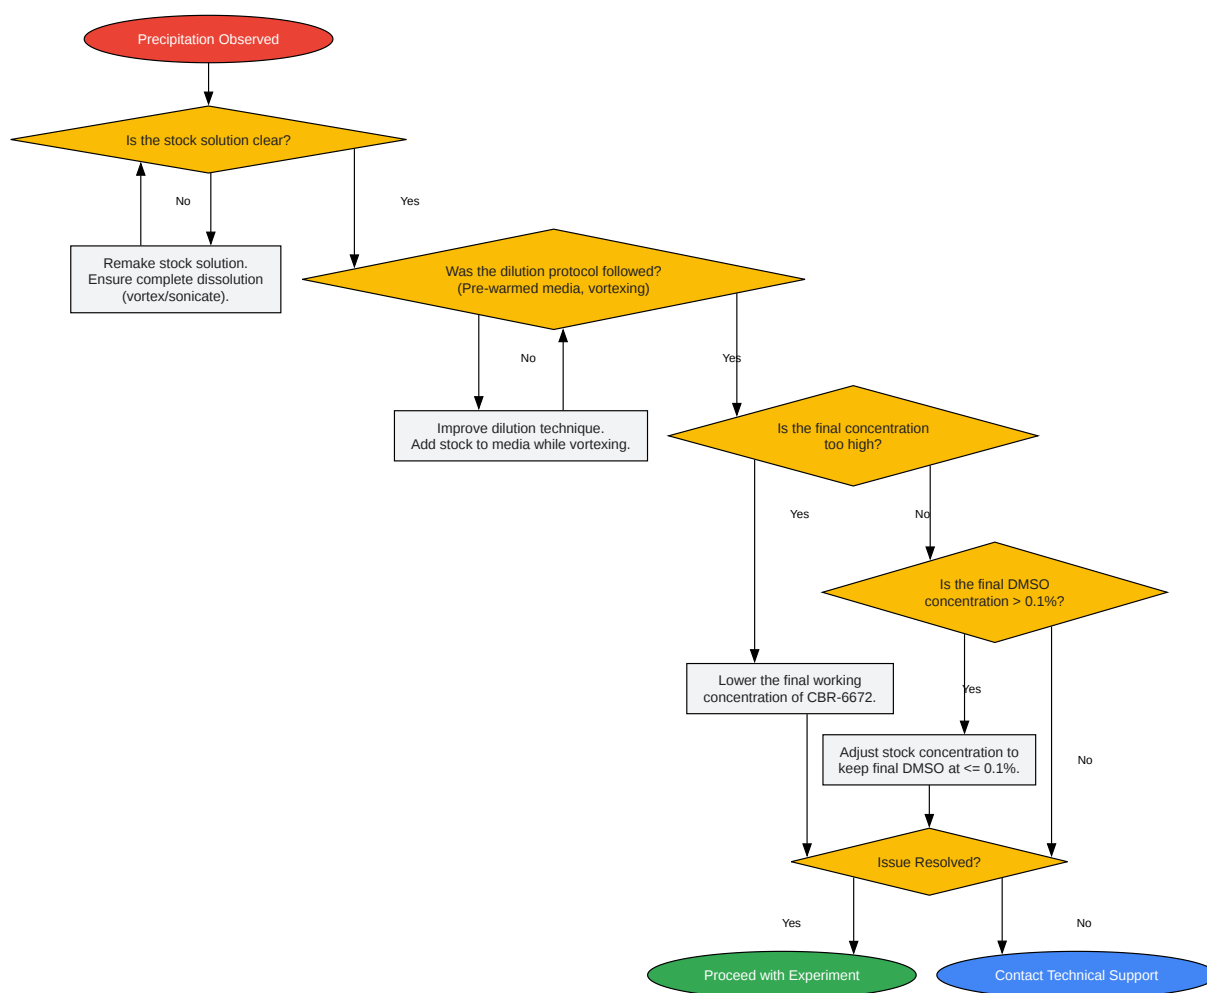 Precipitation Observed
Is the stock solution clear?
No
Yes
Remake stock solution.
Ensure complete dissolution
(vortex/sonicate).
Was the dilution protocol followed?
(Pre-warmed media, vortexing)
No
Yes
Improve dilution technique.
Add stock to media while vortexing.
Is the final concentration
too high?
Yes
No
Is the final DMSO
concentration > 0.1%?
Lower the final working
concentration of CBR-6672.
Yes
Adjust stock concentration to
keep final DMSO at <= 0.1%.
No
Issue Resolved?
Yes
No
Proceed with Experiment
Contact Technical Support